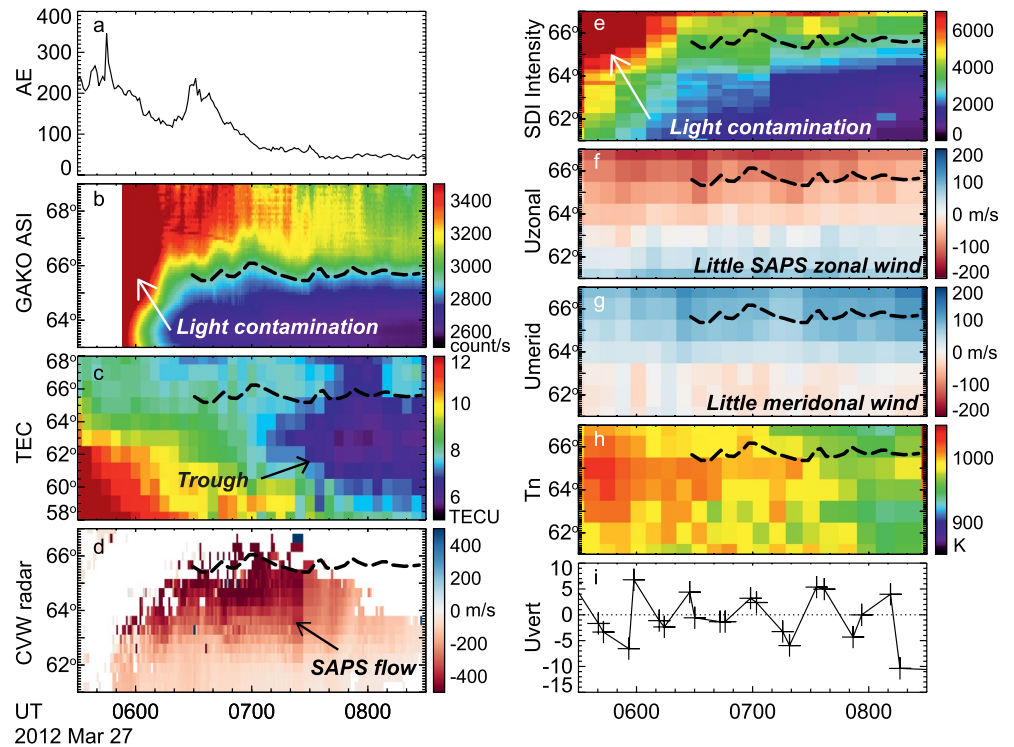 a
AE
400
300
200
100
0
b
GAKO ASI
68°
66°
64°
Light contamination
3400
3200
3000
2800
2600
count/s
c
TEC
68°
66°
64°
62°
60°
58°
Trough
12
10
8
6
TECU
d
CVW radar
66°
64°
62°
SAPS flow
400
200
0 m/s
-200
-400
UT 0600 0700 0800
2012 Mar 27
e
SDI Intensity
66°
64°
62°
Light contamination
6000
4000
2000
0
f
Uzonal
66°
64°
62°
Little SAPS zonal wind
200
100
0 m/s
-100
-200
g
Umerid
66°
64°
62°
Little meridonal wind
200
100
0 m/s
-100
-200
h
Tn
66°
64°
62°
1000
900
K
i
Uvert
10
5
0
-5
-10
-15
0600 0700 0800